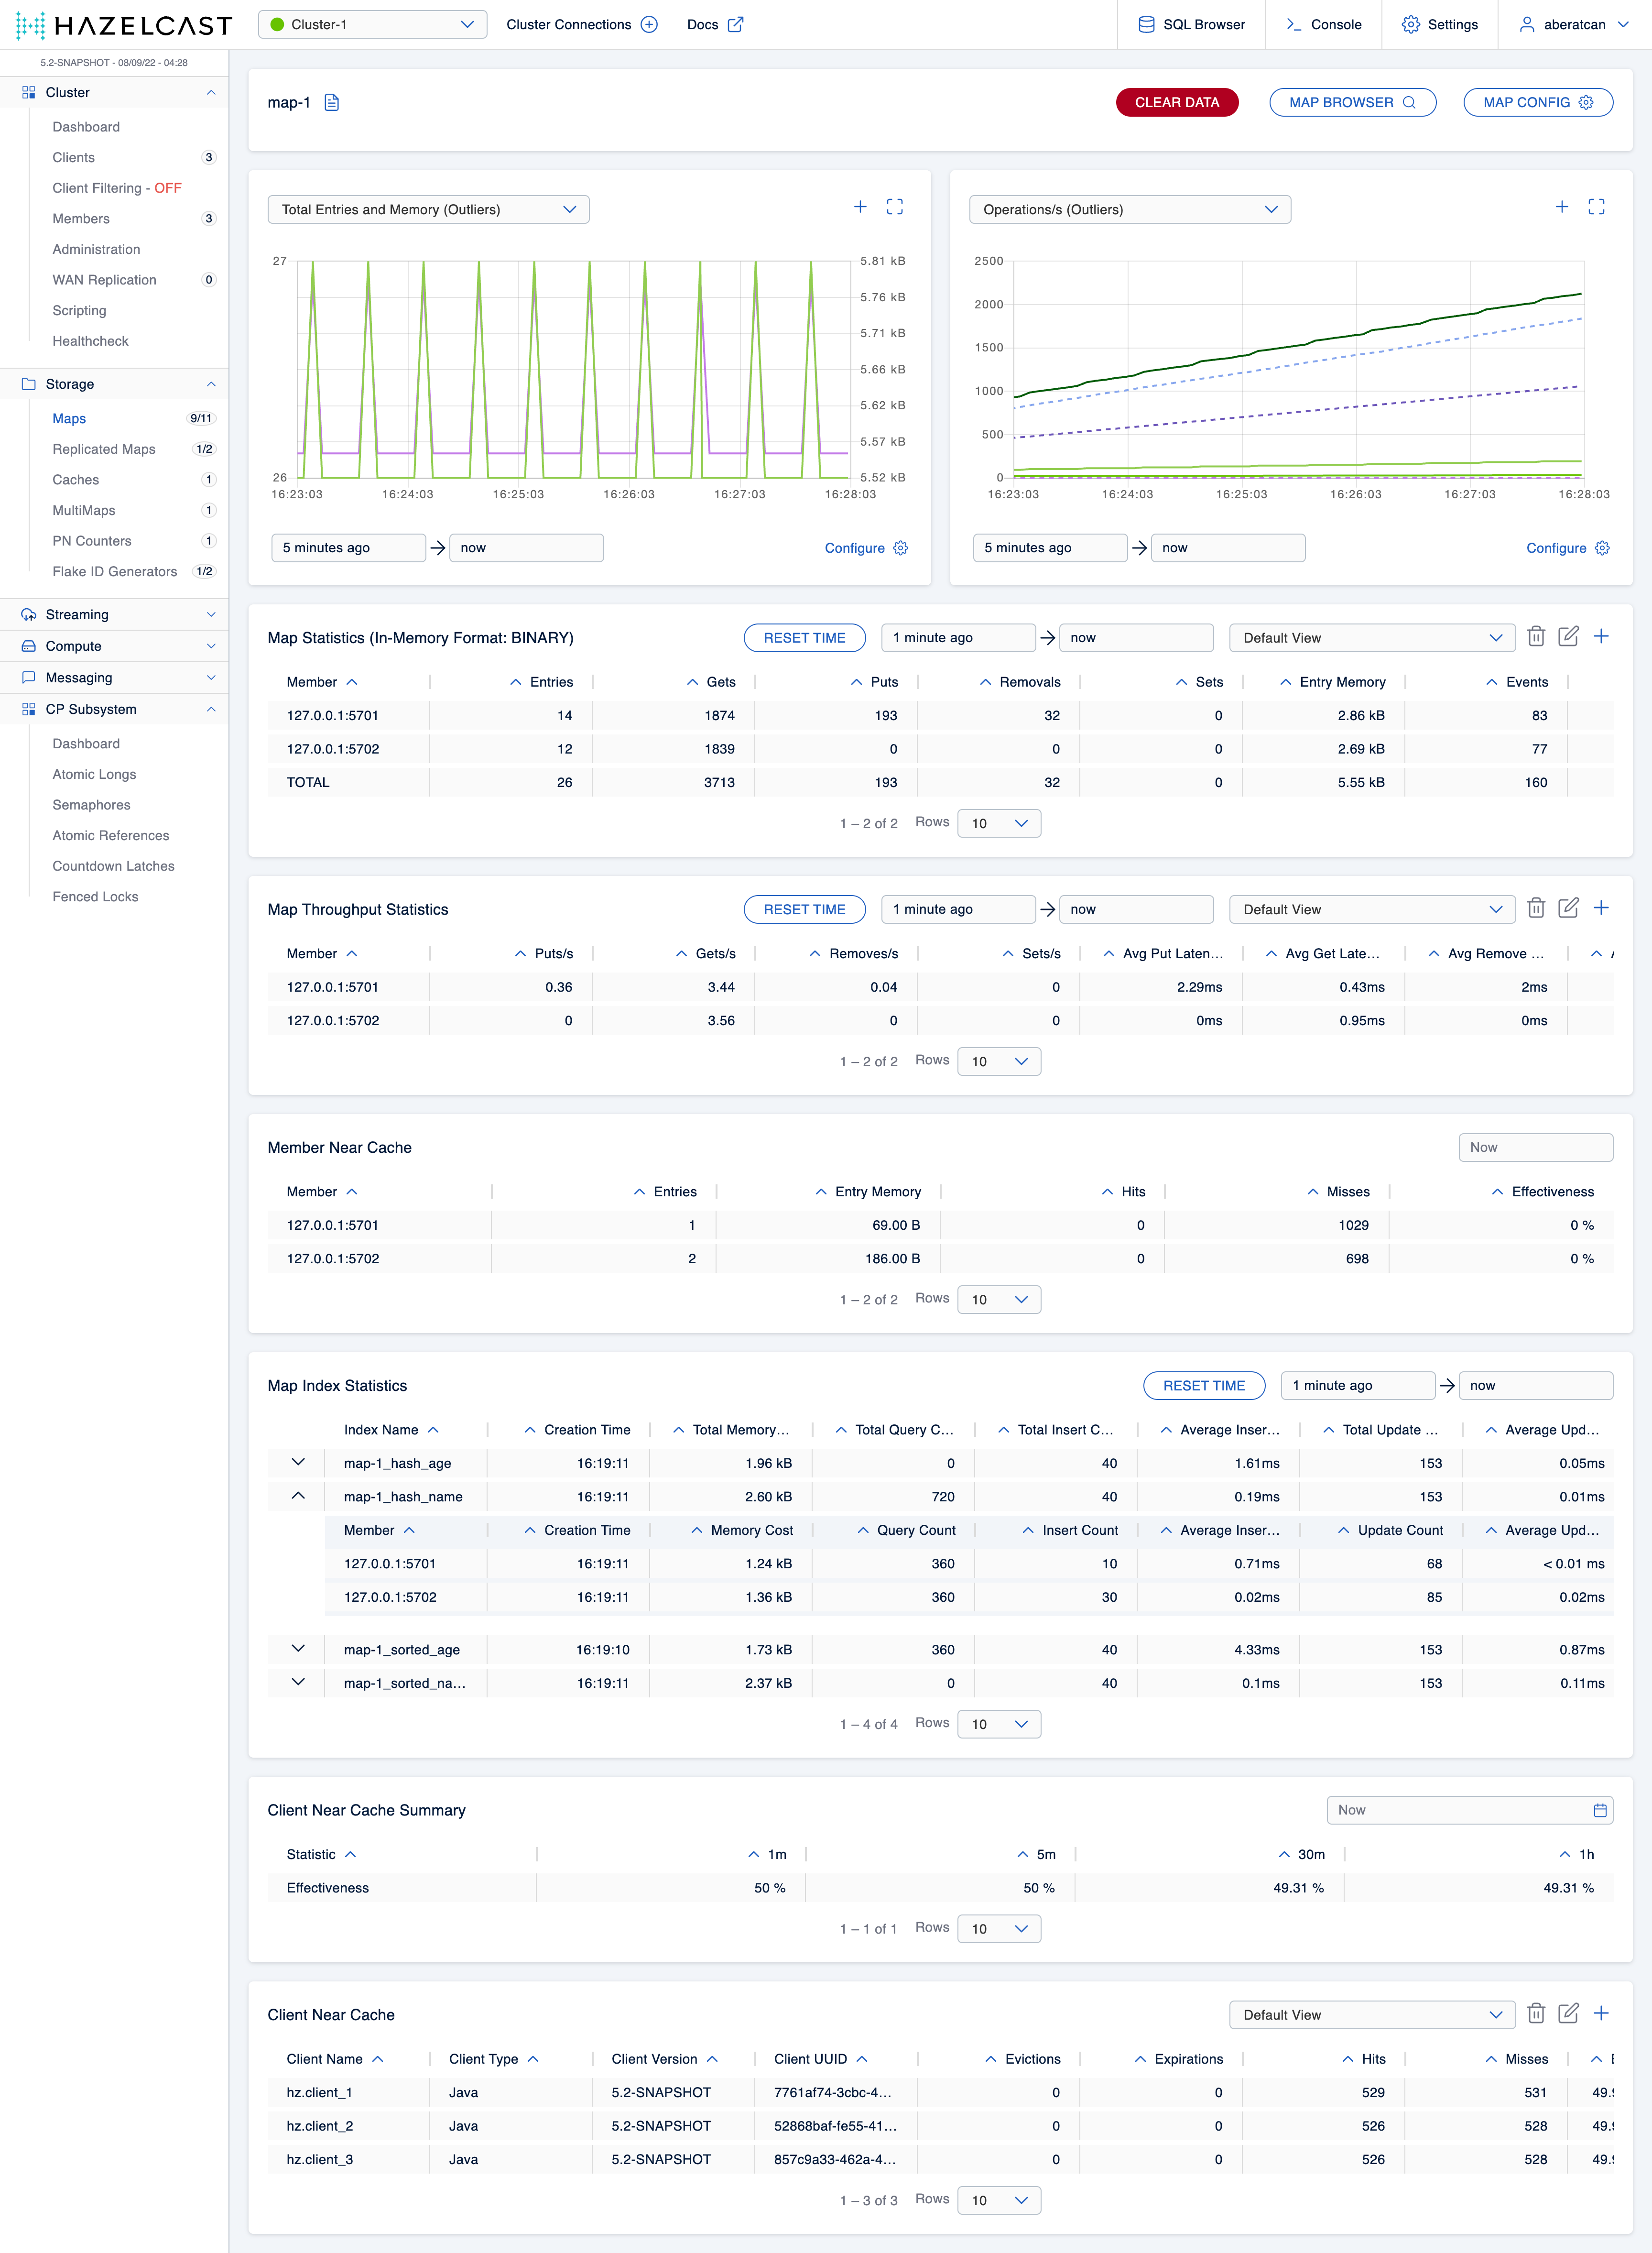 HAZELCAST
Cluster-1
Cluster Connections
Docs
SQL Browser
Console
Settings
aberatcan
5.2-SNAPSHOT - 08/09/22 - 04:28
Cluster
Dashboard
Clients 3
Client Filtering - OFF
Members 3
Administration
WAN Replication 0
Scripting
Healthcheck
Storage
Maps 9/11
Replicated Maps 1/2
Caches 1
MultiMaps 1
PN Counters 1
Flake ID Generators 1/2
Streaming
Compute
Messaging
CP Subsystem
Dashboard
Atomic Longs
Semaphores
Atomic References
Countdown Latches
Fenced Locks
map-1
CLEAR DATA
MAP BROWSER
MAP CONFIG
Total Entries and Memory (Outliers)
27
26
5.81 kB
5.76 kB
5.71 kB
5.66 kB
5.62 kB
5.57 kB
5.52 kB
16:23:03 16:24:03 16:25:03 16:26:03 16:27:03 16:28:03
5 minutes ago now Configure
Operations/s (Outliers)
2500
2000
1500
1000
500
0
16:23:03 16:24:03 16:25:03 16:26:03 16:27:03 16:28:03
5 minutes ago now Configure
Map Statistics (In-Memory Format: BINARY) RESET TIME 1 minute ago now Default View
Member Entries Gets Puts Removals Sets Entry Memory Events
127.0.0.1:5701 14 1874 193 32 0 2.86 kB 83
127.0.0.1:5702 12 1839 0 0 0 2.69 kB 77
TOTAL 26 3713 193 32 0 5.55 kB 160
1 – 2 of 2 Rows 10
Map Throughput Statistics RESET TIME 1 minute ago now Default View
Member Puts/s Gets/s Removes/s Sets/s Avg Put Laten... Avg Get Late... Avg Remove ...
127.0.0.1:5701 0.36 3.44 0.04 0 2.29ms 0.43ms 2ms
127.0.0.1:5702 0 3.56 0 0 0ms 0.95ms 0ms
1 – 2 of 2 Rows 10
Member Near Cache Now
Member Entries Entry Memory Hits Misses Effectiveness
127.0.0.1:5701 1 69.00 B 0 1029 0 %
127.0.0.1:5702 2 186.00 B 0 698 0 %
1 – 2 of 2 Rows 10
Map Index Statistics RESET TIME 1 minute ago now
Index Name Creation Time Total Memory... Total Query C... Total Insert C... Average Inser... Total Update ... Average Upd...
map-1_hash_age 16:19:11 1.96 kB 0 40 1.61ms 153 0.05ms
map-1_hash_name 16:19:11 2.60 kB 720 40 0.19ms 153 0.01ms
Member Creation Time Memory Cost Query Count Insert Count Average Inser... Update Count Average Upd...
127.0.0.1:5701 16:19:11 1.24 kB 360 10 0.71ms 68 < 0.01 ms
127.0.0.1:5702 16:19:11 1.36 kB 360 30 0.02ms 85 0.02ms
map-1_sorted_age 16:19:10 1.73 kB 360 40 4.33ms 153 0.87ms
map-1_sorted_na... 16:19:11 2.37 kB 0 40 0.1ms 153 0.11ms
1 – 4 of 4 Rows 10
Client Near Cache Summary Now
Statistic 1m 5m 30m 1h
Effectiveness 50 % 50 % 49.31 % 49.31 %
1 – 1 of 1 Rows 10
Client Near Cache Default View
Client Name Client Type Client Version Client UUID Evictions Expirations Hits Misses
hz.client_1 Java 5.2-SNAPSHOT 7761af74-3cbc-4... 0 0 529 531
hz.client_2 Java 5.2-SNAPSHOT 52868baf-fe55-41... 0 0 526 528
hz.client_3 Java 5.2-SNAPSHOT 857c9a33-462a-4... 0 0 526 528
1 – 3 of 3 Rows 10